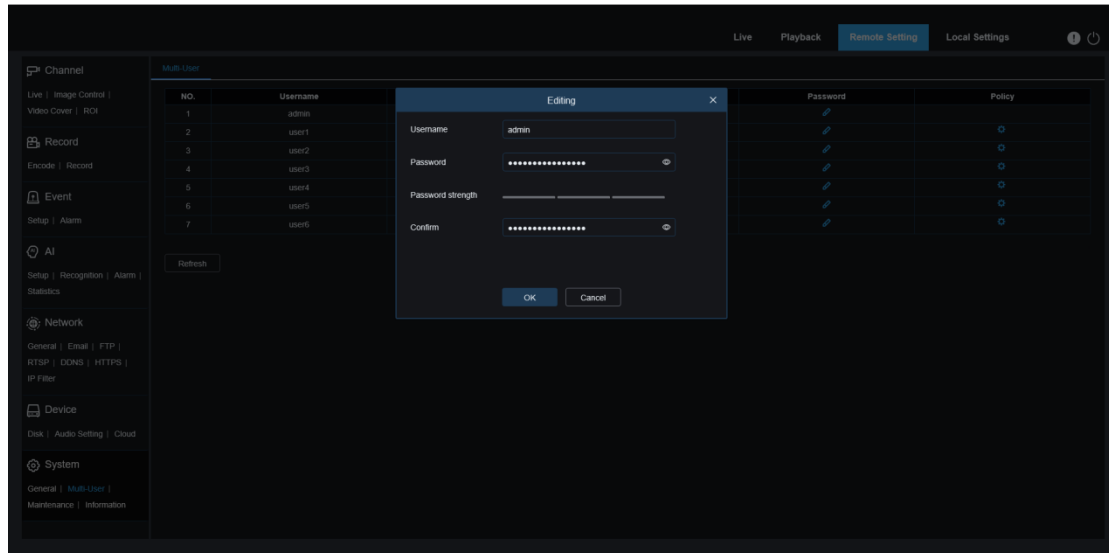 Live Playback Remote Setting Local Settings
Channel
Live | Image Control |
Video Cover | ROI
Record
Encode | Record
Event
Setup | Alarm
AI
Setup | Recognition | Alarm |
Statistics
Network
General | Email | FTP |
RTSP | DDNS | HTTPS |
IP Filter
Device
Disk | Audio Setting | Cloud
System
General | Multi-User |
Maintenance | Information
Multi-User
NO. Username Password Policy
1 admin
2 user1
3 user2
4 user3
5 user4
6 user5
7 user6
Refresh
Editing
Username admin
Password ••••••••••••••••
Password strength
Confirm ••••••••••••••••
OK Cancel